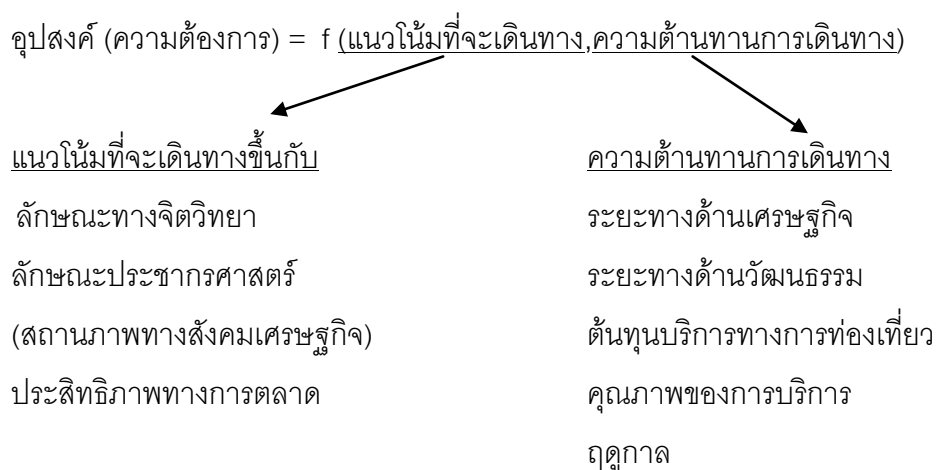 อุปสงค์ (ความต้องการ) = f (แนวโน้มที่จะเดินทาง,ความต้านทานการเดินทาง)
แนวโน้มที่จะเดินทางขึ้นกับ
ลักษณะทางจิตวิทยา
ลักษณะประชากรศาสตร์
(สถานภาพทางสังคมเศรษฐกิจ)
ประสิทธิภาพทางการตลาด
ความต้านทานการเดินทาง
ระยะทางด้านเศรษฐกิจ
ระยะทางด้านวัฒนธรรม
ต้นทุนบริการทางการท่องเที่ยว
คุณภาพของการบริการ
ฤดูกาล